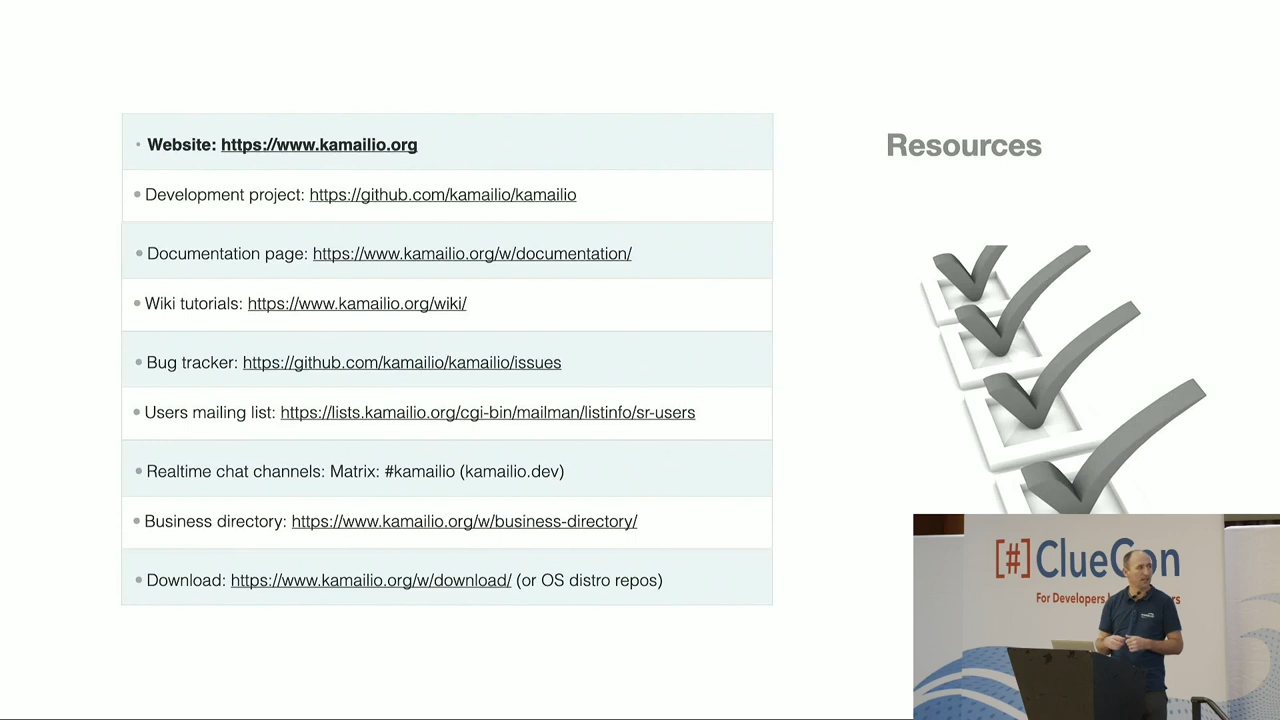 Resources
• Website: https://www.kamailio.org
• Development project: https://github.com/kamailio/kamailio
• Documentation page: https://www.kamailio.org/w/documentation/
• Wiki tutorials: https://www.kamailio.org/wiki/
• Bug tracker: https://github.com/kamailio/kamailio/issues
• Users mailing list: https://lists.kamailio.org/cgi-bin/mailman/listinfo/sr-users
• Realtime chat channels: Matrix: #kamailio (kamailio.dev)
• Business directory: https://www.kamailio.org/w/business-directory/
• Download: https://www.kamailio.org/w/download/ (or OS distro repos)
[#] ClueCon
For Developers